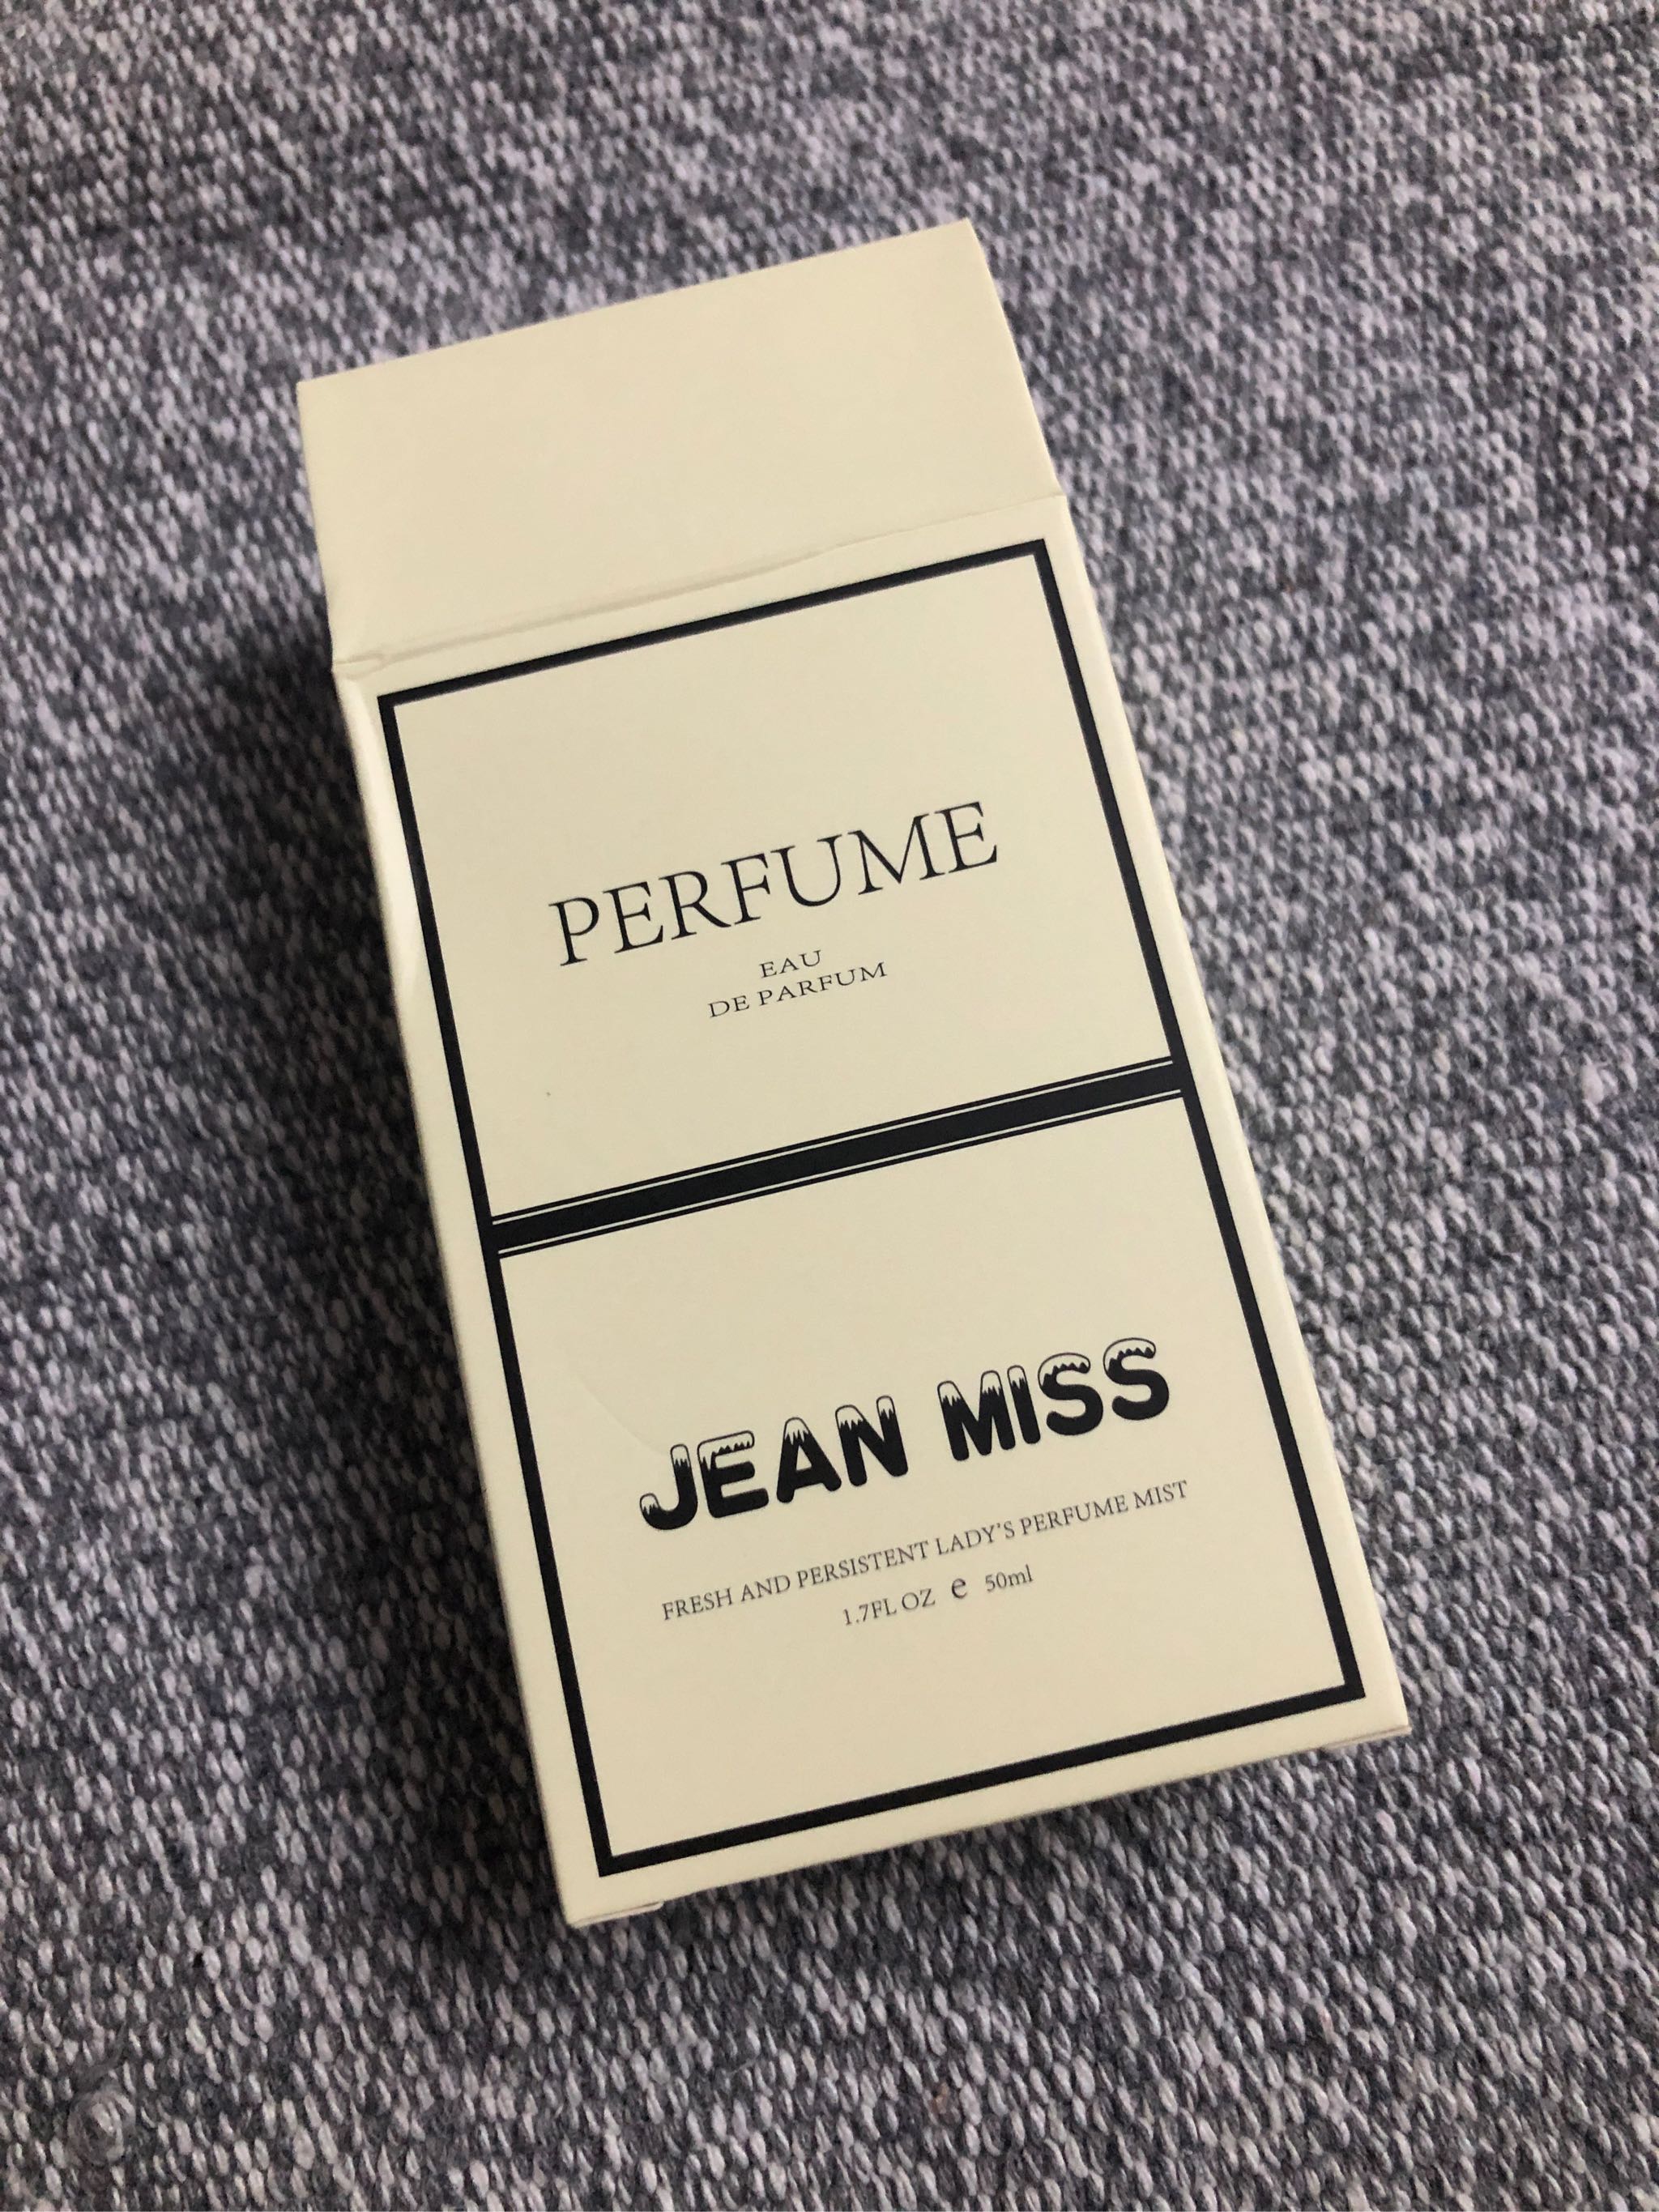 PERFUME
EAU
DE PARFUM
JEAN MISS
FRESH AND PERSISTENT LADY'S PERFUME MIST
1.7FL OZ e 50ml